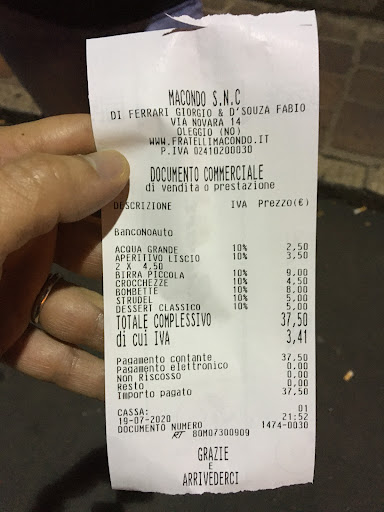 MACONDO S.N.C
DI FERRARI GIORGIO & D'SOUZA FABIO
VIA NOVARA 14
OLEGGIO (NO)
WWW.FRATELLIMACONDO.IT
P.IVA 02410200030
DOCUMENTO COMMERCIALE
di vendita o prestazione
DESCRIZIONE IVA Prezzo(€)
BancoNoAuto
ACQUA GRANDE 10% 2,50
APERITIVO LISCIO 10% 3,50
2 X 4,50
BIRRA PICCOLA 10% 9,00
CROCCHEZZE 10% 4,50
BOMBETTE 10% 8,00
STRUDEL 10% 5,00
DESSERT CLASSICO 10% 5,00
TOTALE COMPLESSIVO 37,50
di cui IVA 3,41
Pagamento contante 37,50
Pagamento elettronico 0,00
Non Riscosso 0,00
Resto 0,00
Importo pagato 37,50
CASSA: 01
19-07-2020 21:52
DOCUMENTO NUMERO 1474-0030
RT 80M07300909
GRAZIE
E
ARRIVEDERCI